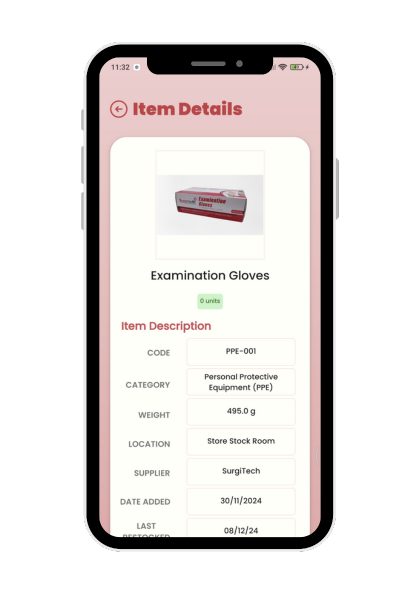 11:32
Item Details
Examination
Gloves
Examination Gloves
0 units
Item Description
CODE
PPE-001
CATEGORY
Personal Protective
Equipment (PPE)
WEIGHT
495.0 g
LOCATION
Store Stock Room
SUPPLIER
SurgiTech
DATE ADDED
30/11/2024
LAST
RESTOCKED
08/12/24